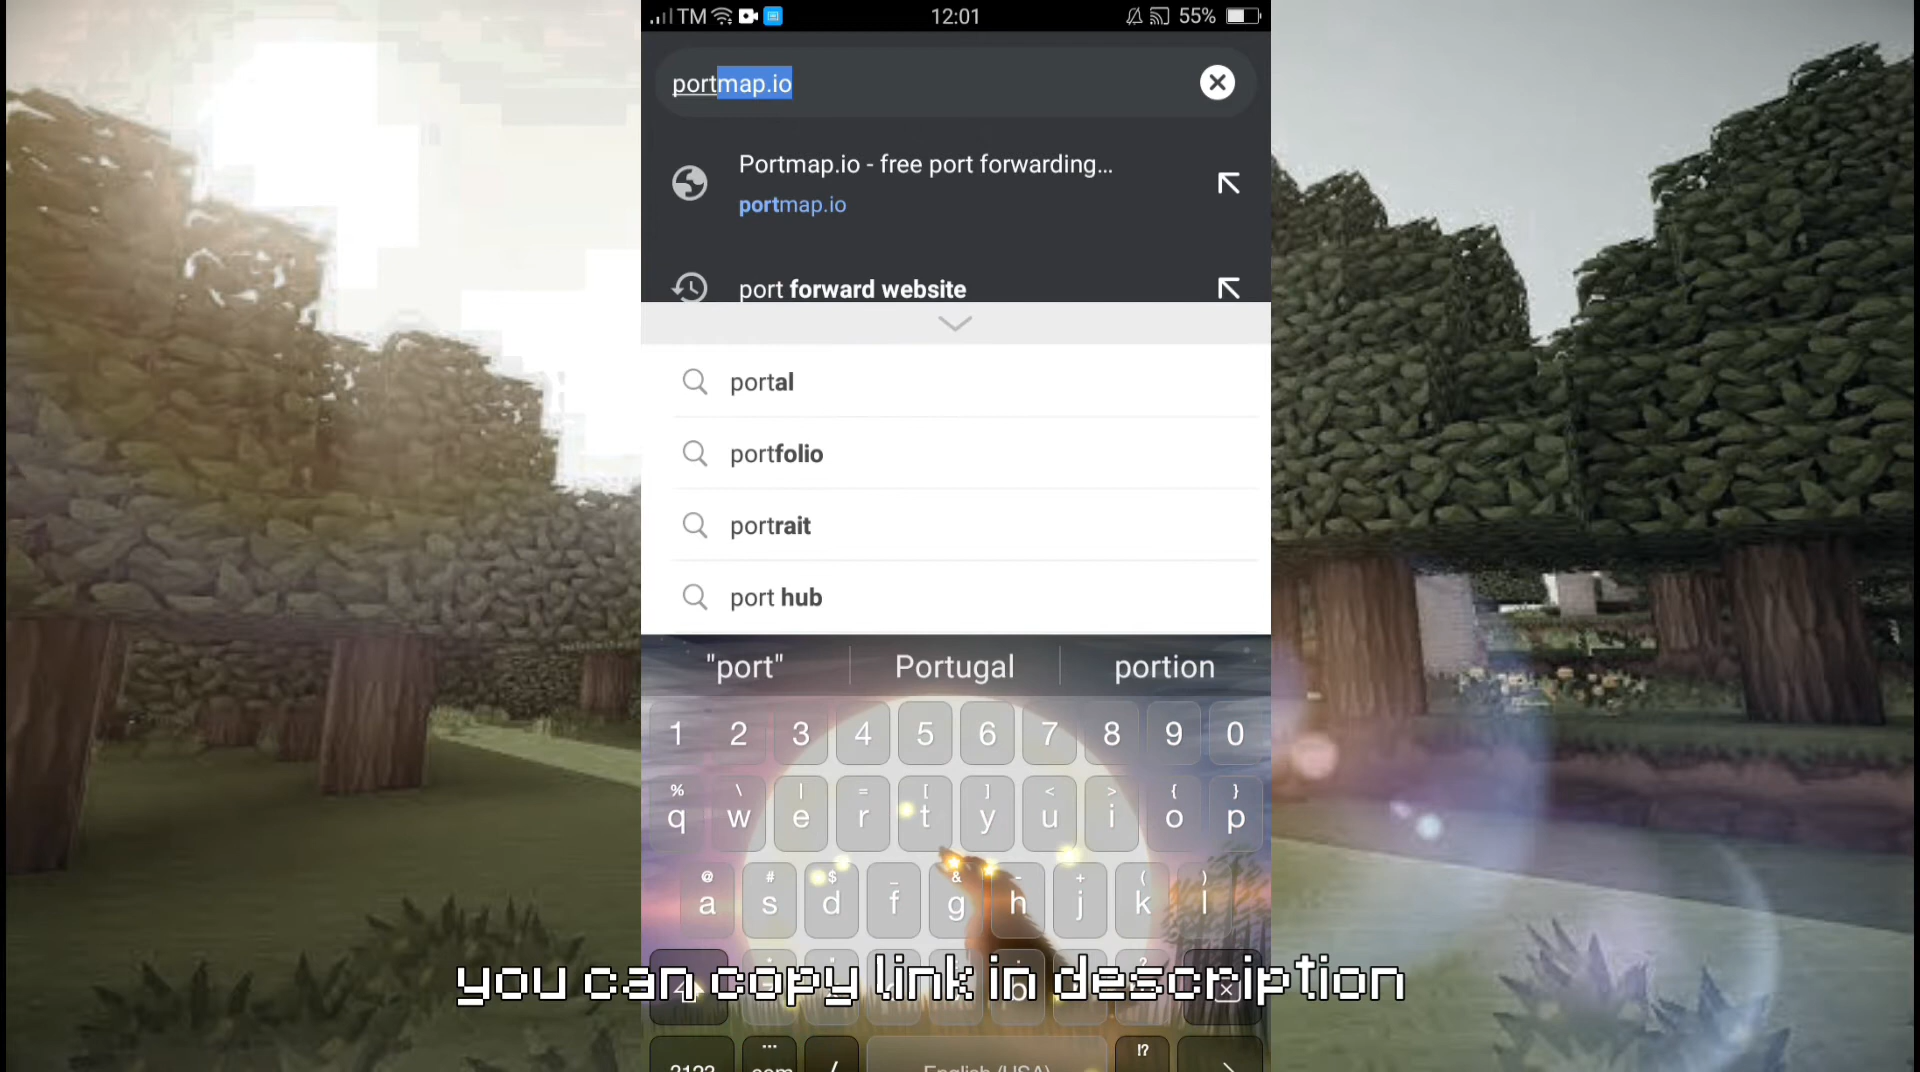 TM 12:01 55%
portmap.io
Portmap.io - free port forwarding...
portmap.io
port forward website
portal
portfolio
portrait
port hub
"port" Portugal portion
1 2 3 4 5 6 7 8 9 0
% \ | = [ ] < > { }
q w e r t y u i o p
@ # $ _ & - + ( )
a s d f g h j k l
you can copy link in description
... !?
English (USA)